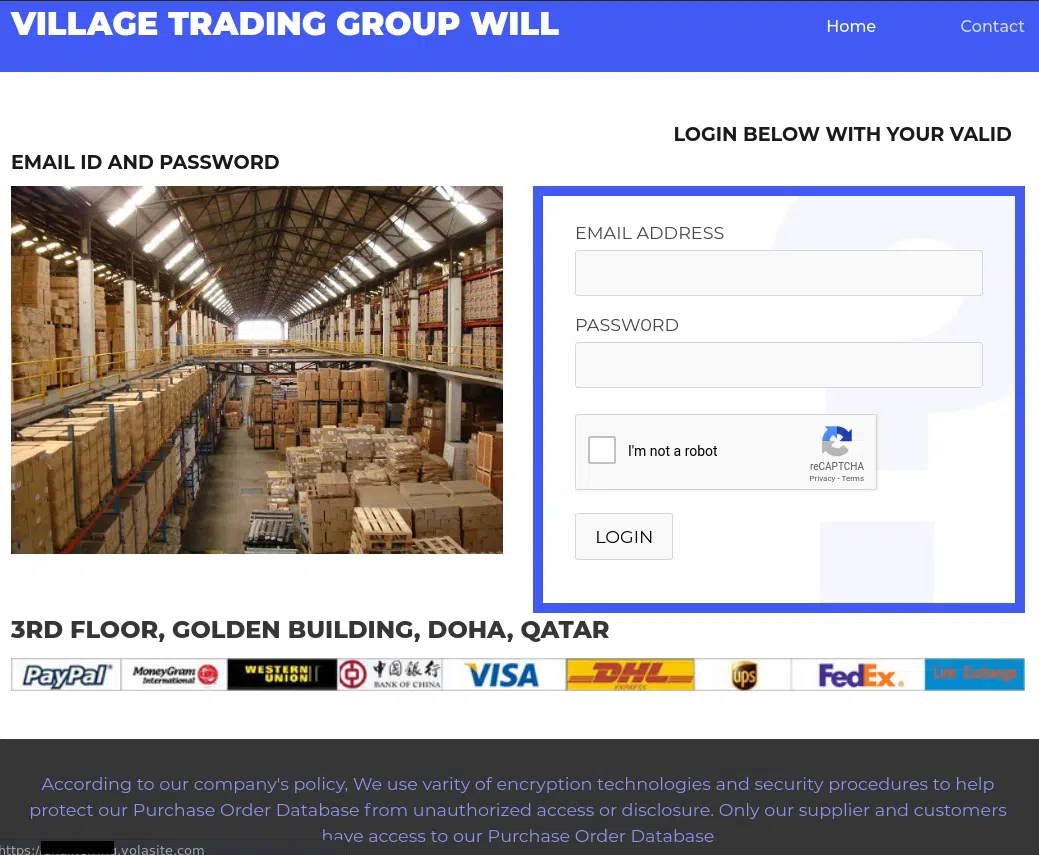 VILLAGE TRADING GROUP WILL
Home
Contact
LOGIN BELOW WITH YOUR VALID
EMAIL ID AND PASSWORD
EMAIL ADDRESS
PASSW0RD
I'm not a robot
reCAPTCHA
Privacy - Terms
LOGIN
3RD FLOOR, GOLDEN BUILDING, DOHA, QATAR
PayPal
MoneyGram
International
WESTERN
UNION
中国银行
BANK OF CHINA
VISA
DHL
EXPRESS
ups
FedEx
Link Exchange
According to our company's policy, We use varity of encryption technologies and security procedures to help
protect our Purchase Order Database from unauthorized access or disclosure. Only our supplier and customers
have access to our Purchase Order Database
https:/ .yolasite.com